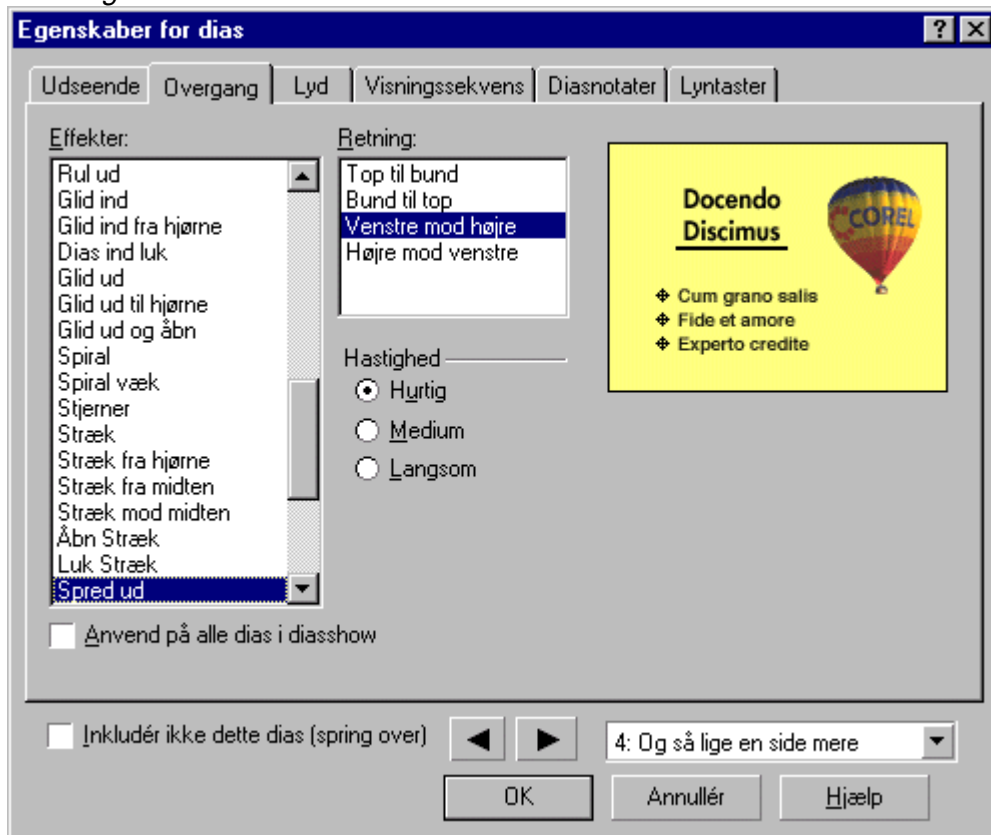 Egenskaber for dias
Udseende Overgang Lyd Visningssekvens Diasnotater Lyntaster
Effekter:
Rul ud
Glid ind
Glid ind fra hjørne
Dias ind luk
Glid ud
Glid ud til hjørne
Glid ud og åbn
Spiral
Spiral væk
Stjerner
Stræk
Stræk fra hjørne
Stræk fra midten
Stræk mod midten
Åbn Stræk
Luk Stræk
Spred ud
Anvend på alle dias i diasshow
Retning:
Top til bund
Bund til top
Venstre mod højre
Højre mod venstre
Hastighed
Hurtig
Medium
Langsom
Docendo
Discimus
COREL
Cum grano salis
Fide et amore
Experto credite
Inkludér ikke dette dias (spring over)
4: Og så lige en side mere
OK Annullér Hjælp